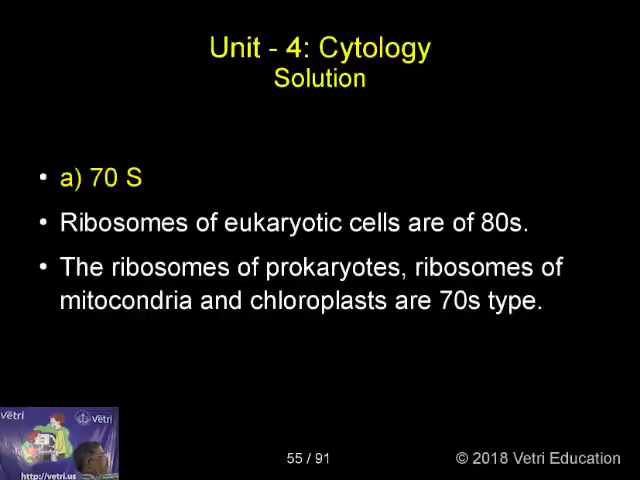 Unit - 4: Cytology
Solution
• a) 70 S
• Ribosomes of eukaryotic cells are of 80s.
• The ribosomes of prokaryotes, ribosomes of
mitocondria and chloroplasts are 70s type.
vetri
vetri
http://vetri.us
55 / 91
© 2018 Vetri Education